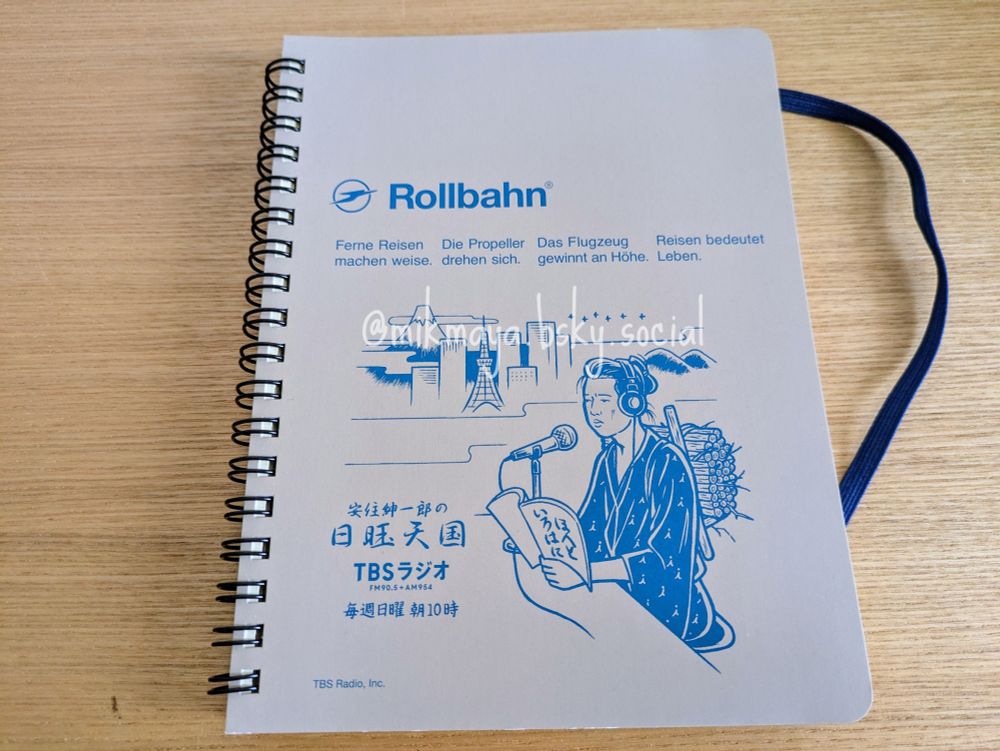 Rollbahn®
Ferne Reisen
machen weise.
Die Propeller
drehen sich.
Das Flugzeug
gewinnt an Höhe.
Reisen bedeutet
Leben.
@mikmaya.bsky.social
ほへと
いろはに
安住紳一郎の
日曜天国
TBSラジオ
FM90.5+AM954
毎週日曜 朝10時
TBS Radio, Inc.